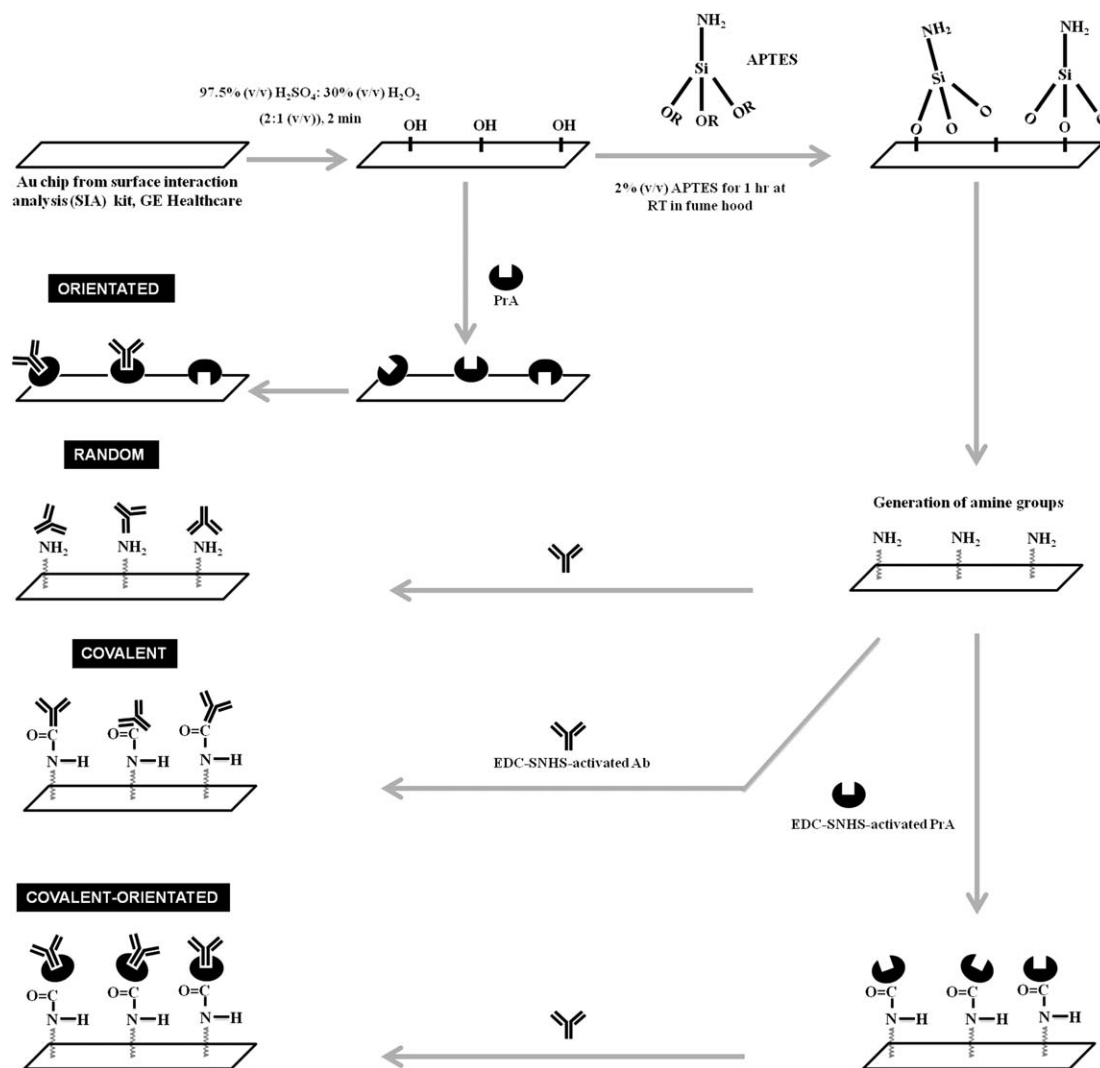 97.5% (v/v) H₂SO₄: 30% (v/v) H₂O₂
(2:1 (v/v)), 2 min
Au chip from surface interaction
analysis (SIA) kit, GE Healthcare
OH OH OH
NH₂
Si
OR OR OR
APTES
2% (v/v) APTES for 1 hr at
RT in fume hood
NH₂ NH₂
Si Si
O O O O O O
PrA
ORIENTATED
RANDOM
NH₂ NH₂ NH₂
Generation of amine groups
NH₂ NH₂ NH₂
COVALENT
O=C O=C O=C
N—H N—H N—H
EDC-SNHS-activated Ab
EDC-SNHS-activated PrA
COVALENT-ORIENTATED
O=C O=C O=C
N—H N—H N—H
O=C O=C O=C
N—H N—H N—H